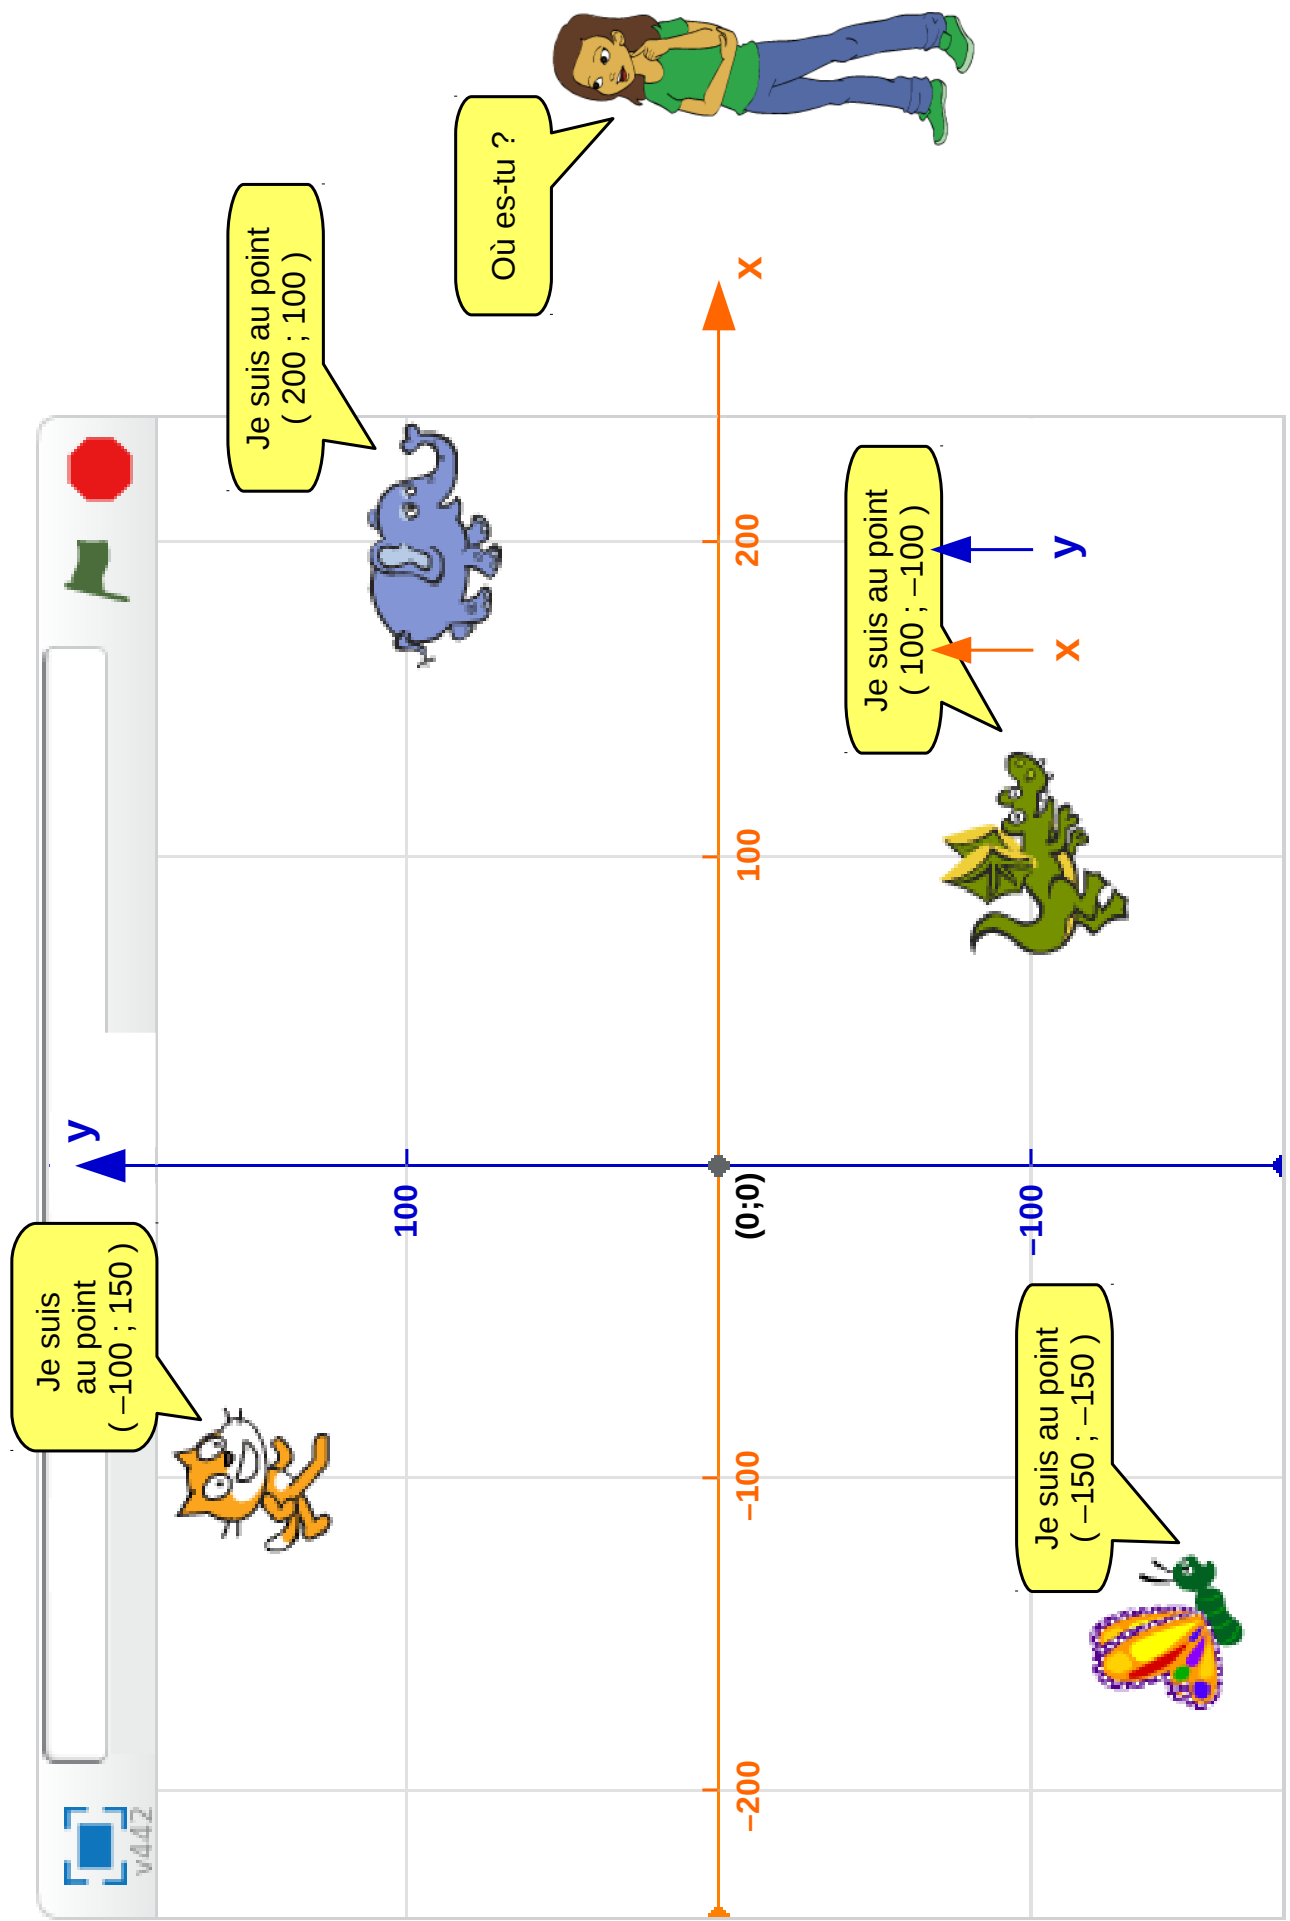 v442
y
Je suis
au point
( –100 ; 150 )
Je suis au point
( 200 ; 100 )
Où es-tu ?
100
x
–200
–100
(0;0)
100
200
Je suis au point
( 100 ; –100 )
x
y
–100
Je suis au point
( –150 ; –150 )